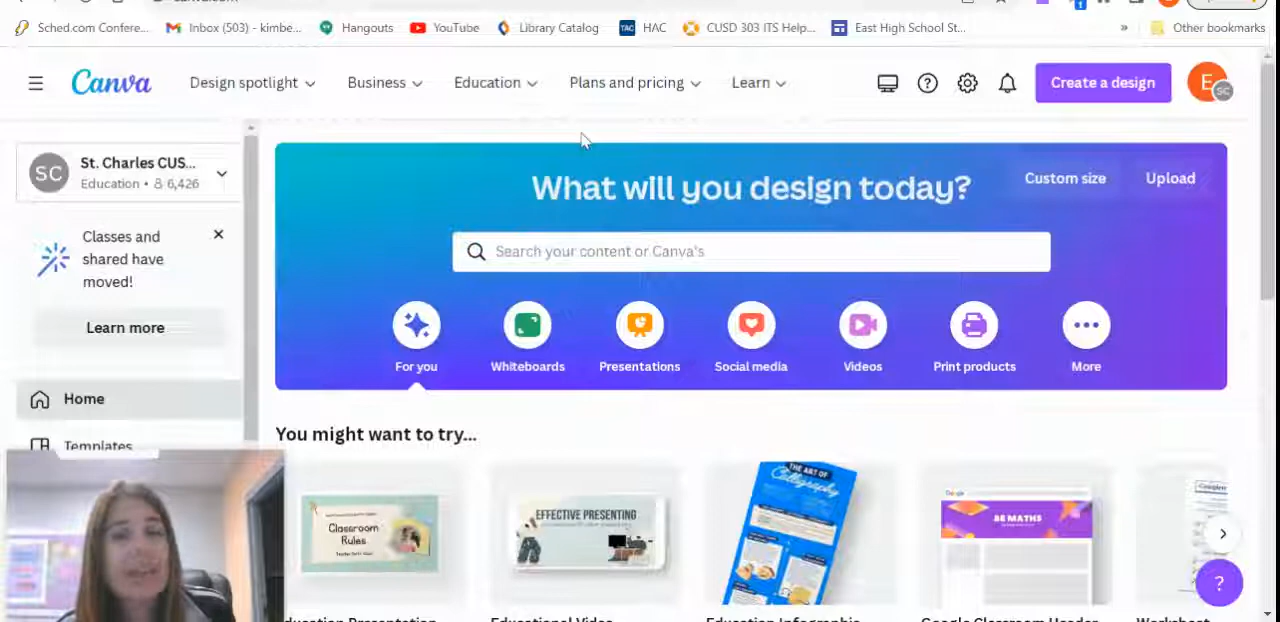 Sched.com Confere... Inbox (503) - kimbe... Hangouts YouTube Library Catalog TAC HAC CUSD 303 ITS Help... East High School St... » Other bookmarks
Canva Design spotlight Business Education Plans and pricing Learn Create a design E SC
SC St. Charles CUS...
Education • 6,426
What will you design today?
Custom size Upload
Classes and
shared have
moved!
Learn more
Search your content or Canva's
For you Whiteboards Presentations Social media Videos Print products More
Home
Templates
You might want to try...
Classroom
Rules
EFFECTIVE PRESENTING
THE ART OF
Calligraphy
Google
BE MATHS
Education Infographic
?